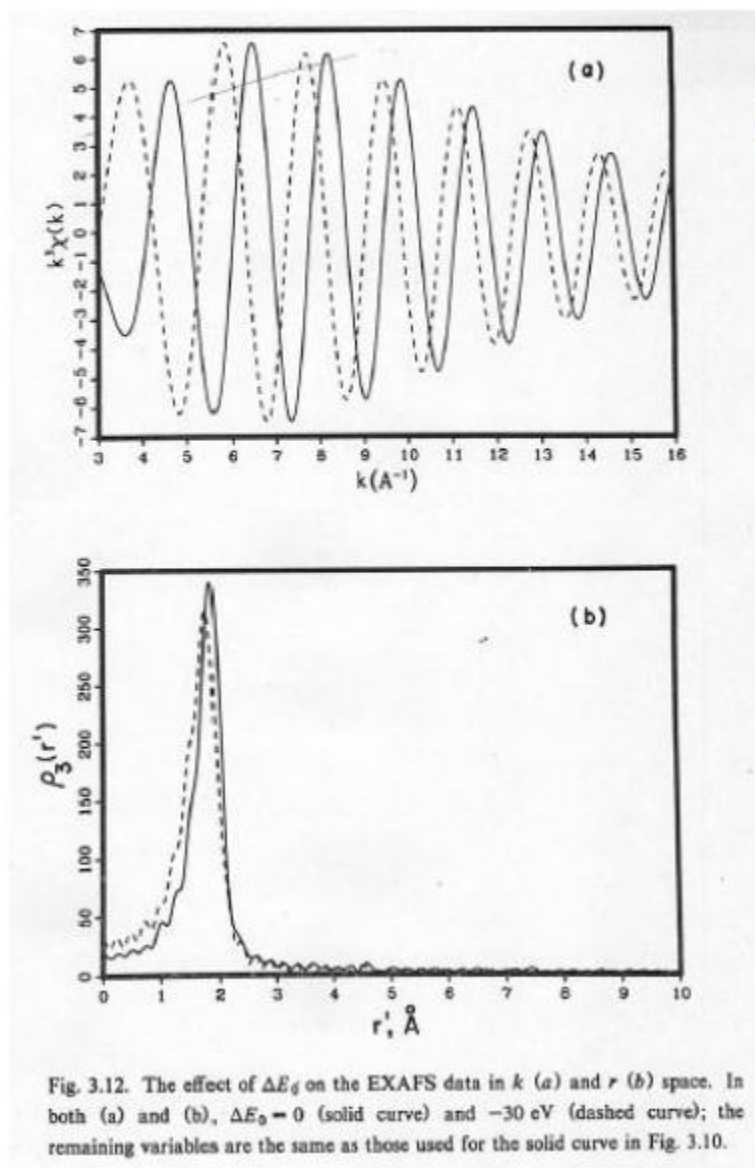 7
6
5
4
3
2
1
0
-1
-2
-3
-4
-5
-6
-7
k³χ(k)
(a)
3 4 5 6 7 8 9 10 11 12 13 14 15 16
k(A⁻¹)
350
300
250
200
150
100
50
0
ρ₃(r')
(b)
0 1 2 3 4 5 6 7 8 9 10
r', Å
Fig. 3.12. The effect of ΔE₀ on the EXAFS data in k (a) and r (b) space. In
both (a) and (b), ΔE₀ = 0 (solid curve) and −30 eV (dashed curve); the
remaining variables are the same as those used for the solid curve in Fig. 3.10.